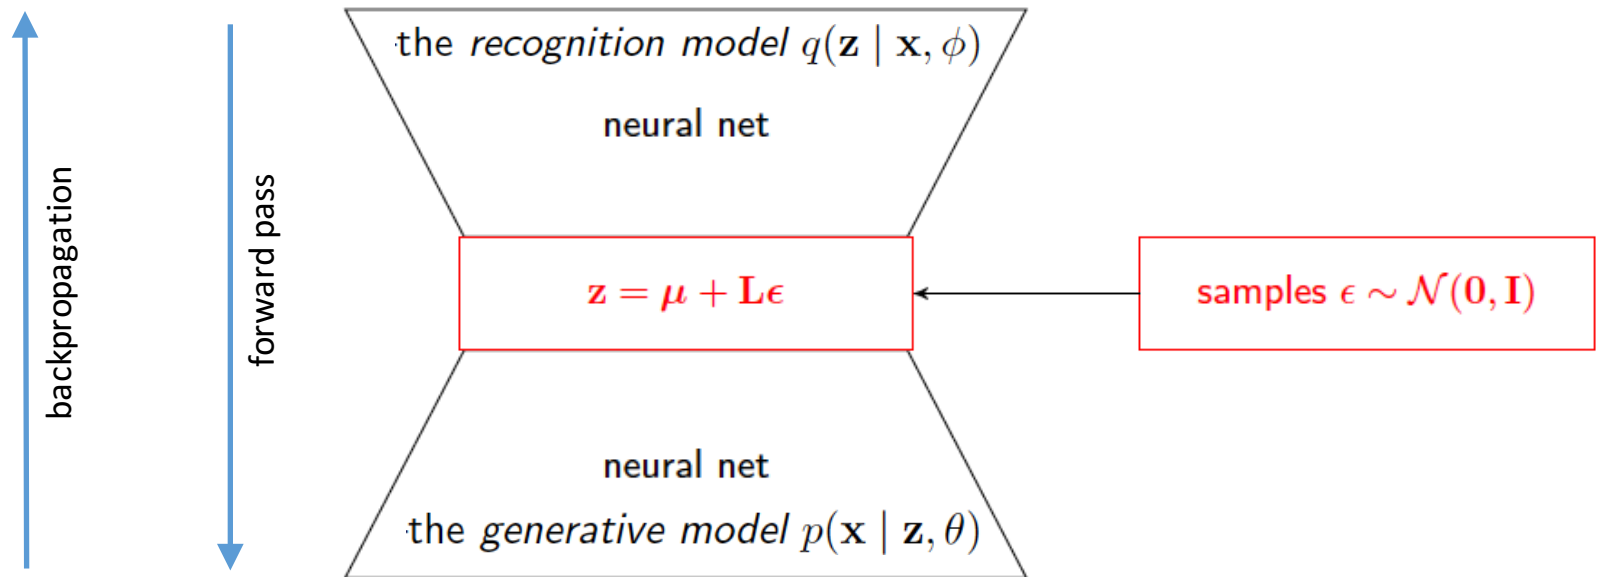 backpropagation
forward pass
the recognition model q(z | x, ϕ)
neural net
z = μ + Lϵ
samples ϵ ∼ 𝒩(0, I)
neural net
the generative model p(x | z, θ)